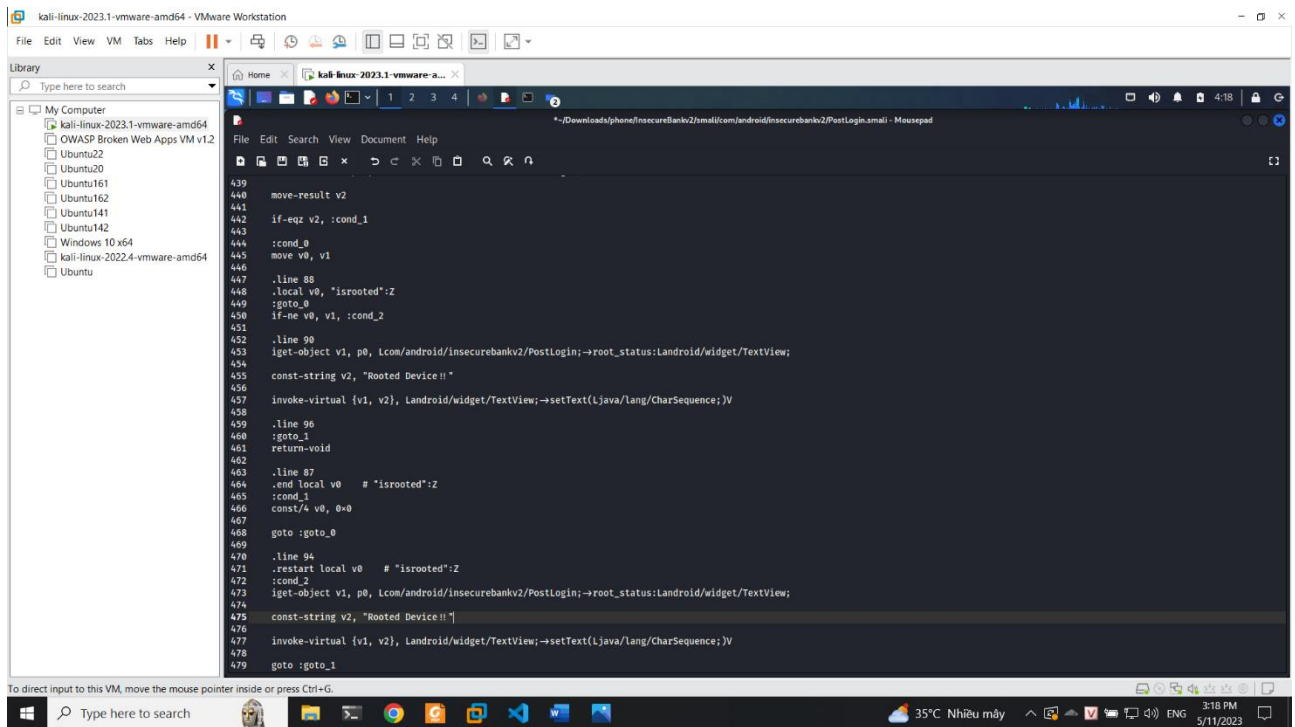 kali-linux-2023.1-vmware-amd64 - VMware Workstation
File Edit View VM Tabs Help
Library
Type here to search
My Computer
kali-linux-2023.1-vmware-amd64
OWASP Broken Web Apps VM v1.2
Ubuntu22
Ubuntu20
Ubuntu161
Ubuntu162
Ubuntu141
Ubuntu142
Windows 10 x64
kali-linux-2022.4-vmware-amd64
Ubuntu
Home kali-linux-2023.1-vmware-a...
1 2 3 4 2 4:18
*~/Downloads/phone/InsecureBankv2/smali/com/android/insecurebankv2/PostLogin.smali - Mousepad
File Edit Search View Document Help
439
440 move-result v2
441
442 if-eqz v2, :cond_1
443
444 :cond_0
445 move v0, v1
446
447 .line 88
448 .local v0, "isrooted":Z
449 :goto_0
450 if-ne v0, v1, :cond_2
451
452 .line 90
453 iget-object v1, p0, Lcom/android/insecurebankv2/PostLogin;→root_status:Landroid/widget/TextView;
454
455 const-string v2, "Rooted Device!!"
456
457 invoke-virtual {v1, v2}, Landroid/widget/TextView;→setText(Ljava/lang/CharSequence;)V
458
459 .line 96
460 :goto_1
461 return-void
462
463 .line 87
464 .end local v0 # "isrooted":Z
465 :cond_1
466 const/4 v0, 0×0
467
468 goto :goto_0
469
470 .line 94
471 .restart local v0 # "isrooted":Z
472 :cond_2
473 iget-object v1, p0, Lcom/android/insecurebankv2/PostLogin;→root_status:Landroid/widget/TextView;
474
475 const-string v2, "Rooted Device!!"
476
477 invoke-virtual {v1, v2}, Landroid/widget/TextView;→setText(Ljava/lang/CharSequence;)V
478
479 goto :goto_1
To direct input to this VM, move the mouse pointer inside or press Ctrl+G.
Type here to search
35°C Nhiều mây
ENG
3:18 PM
5/11/2023